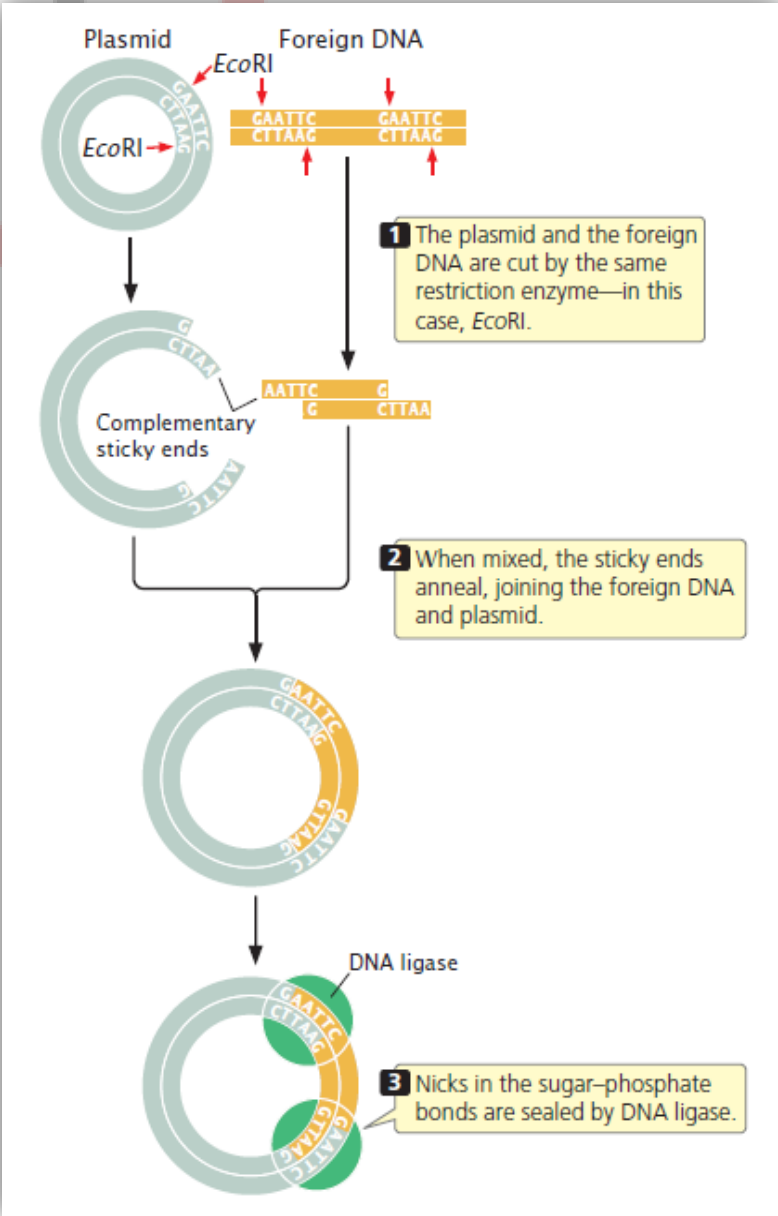 Plasmid
Foreign DNA
EcoRI
GAATTC
CTTAAG
EcoRI
GAATTC GAATTC
CTTAAG CTTAAG
1 The plasmid and the foreign
DNA are cut by the same
restriction enzyme—in this
case, EcoRI.
G
CTTAA
AATTC G
G CTTAA
Complementary
sticky ends
AATTC
G
2 When mixed, the sticky ends
anneal, joining the foreign DNA
and plasmid.
GAATTC
CTTAAG
GTTAAG
GAATTC
DNA ligase
GAATTC
CTTAAG
GTTAAG
GAATTC
3 Nicks in the sugar–phosphate
bonds are sealed by DNA ligase.